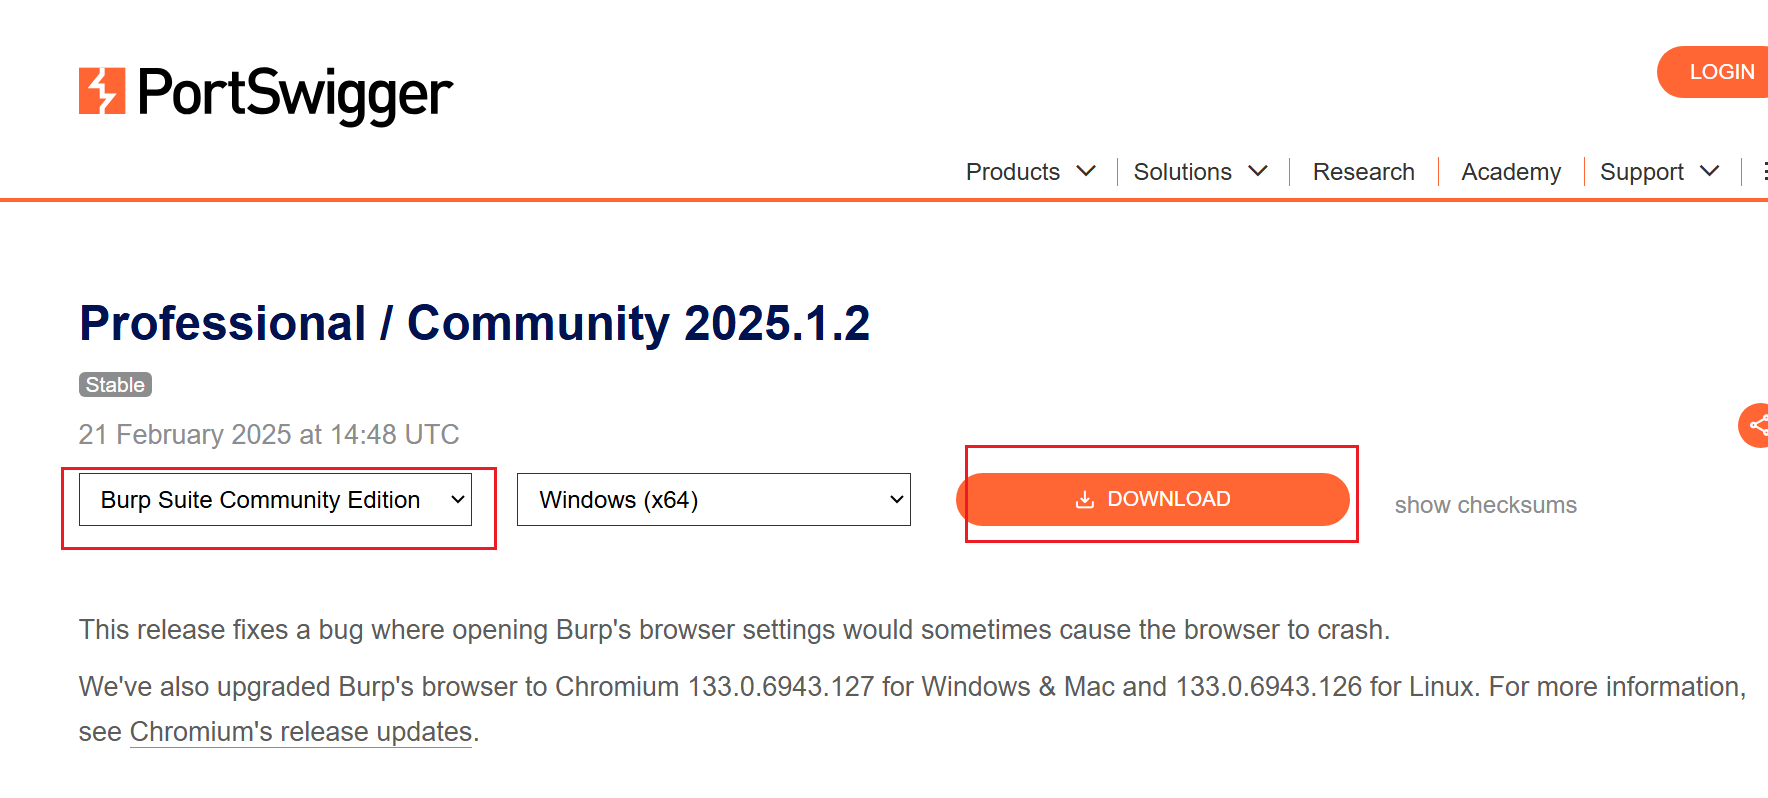 PortSwigger
LOGIN
Products
Solutions
Research
Academy
Support
Professional / Community 2025.1.2
Stable
21 February 2025 at 14:48 UTC
Burp Suite Community Edition
Windows (x64)
DOWNLOAD
show checksums
This release fixes a bug where opening Burp's browser settings would sometimes cause the browser to crash.
We've also upgraded Burp's browser to Chromium 133.0.6943.127 for Windows & Mac and 133.0.6943.126 for Linux. For more information,
see Chromium's release updates.